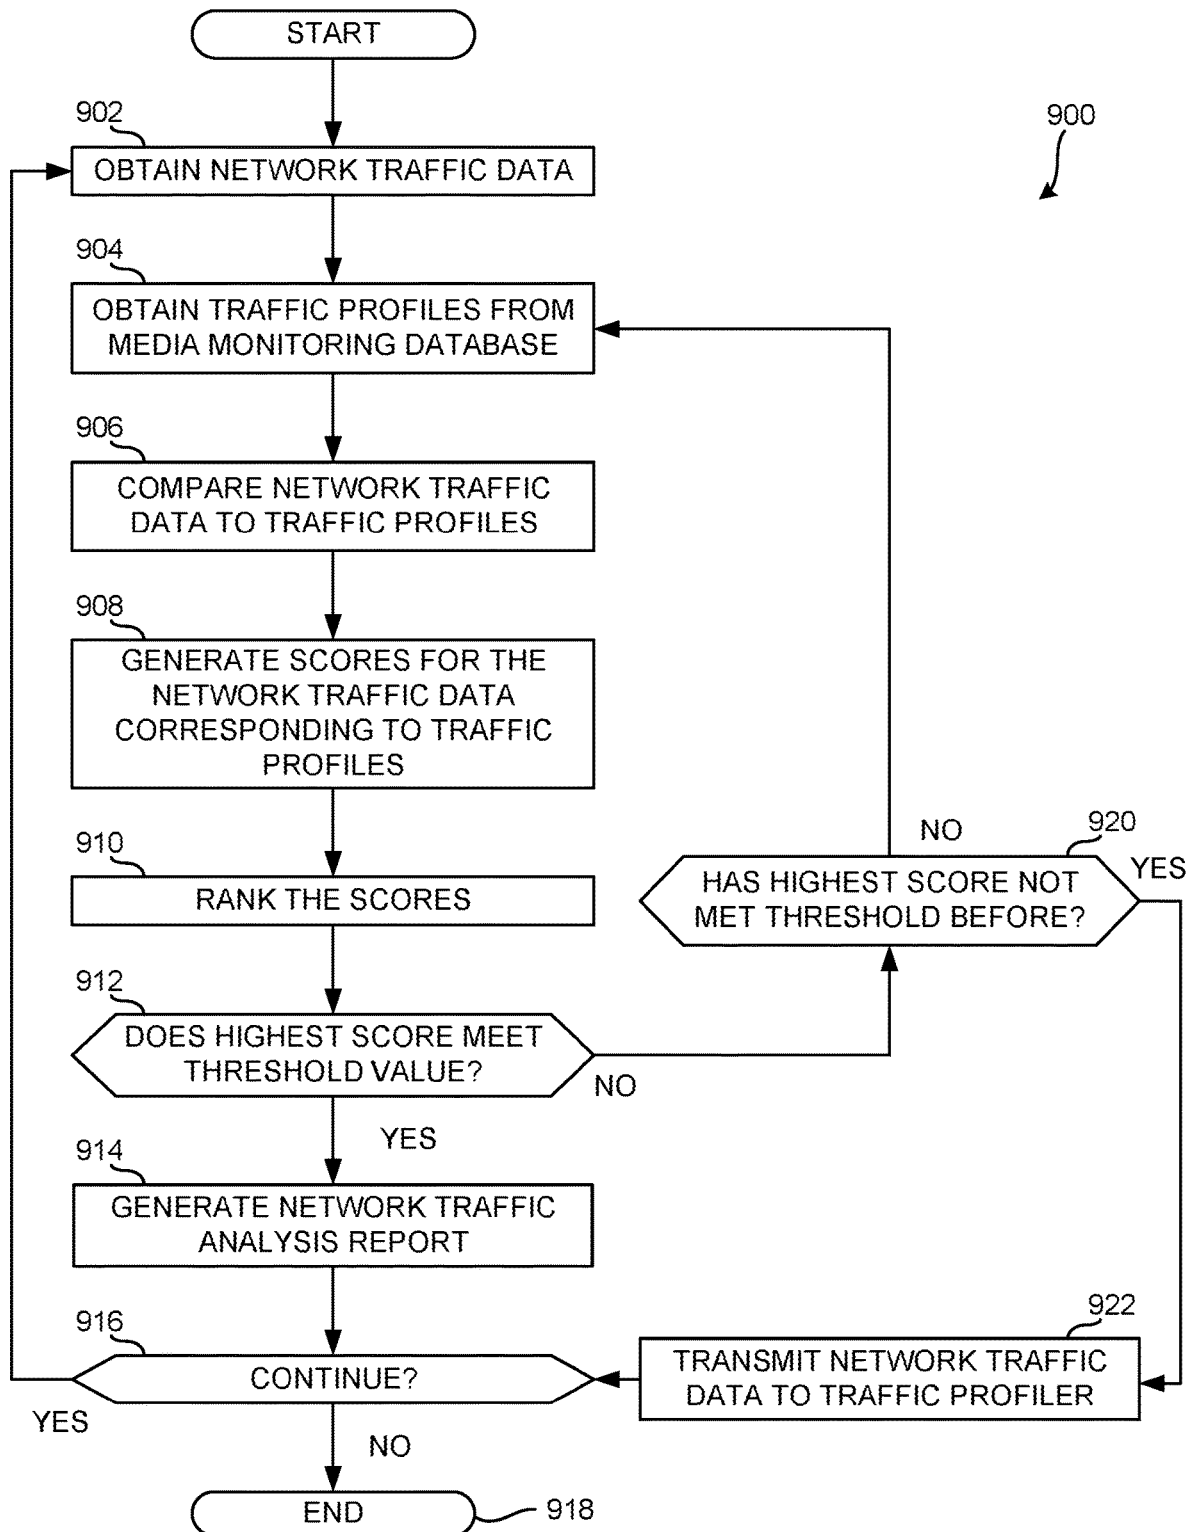 START
902
OBTAIN NETWORK TRAFFIC DATA
900
904
OBTAIN TRAFFIC PROFILES FROM
MEDIA MONITORING DATABASE
906
COMPARE NETWORK TRAFFIC
DATA TO TRAFFIC PROFILES
908
GENERATE SCORES FOR THE
NETWORK TRAFFIC DATA
CORRESPONDING TO TRAFFIC
PROFILES
910
RANK THE SCORES
NO
920
YES
HAS HIGHEST SCORE NOT
MET THRESHOLD BEFORE?
912
DOES HIGHEST SCORE MEET
THRESHOLD VALUE?
NO
YES
914
GENERATE NETWORK TRAFFIC
ANALYSIS REPORT
916
CONTINUE?
YES
NO
922
TRANSMIT NETWORK TRAFFIC
DATA TO TRAFFIC PROFILER
END
918